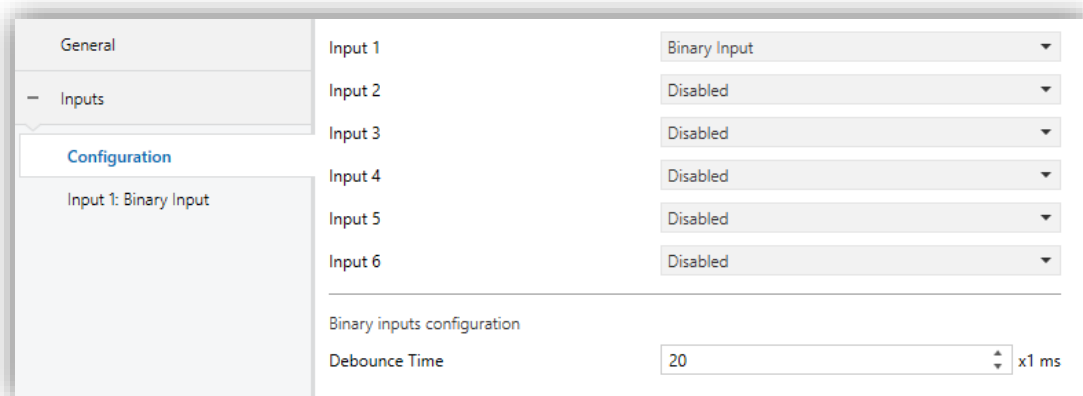 General
− Inputs
Configuration
Input 1: Binary Input
Input 1 Binary Input
Input 2 Disabled
Input 3 Disabled
Input 4 Disabled
Input 5 Disabled
Input 6 Disabled
Binary inputs configuration
Debounce Time 20 x1 ms